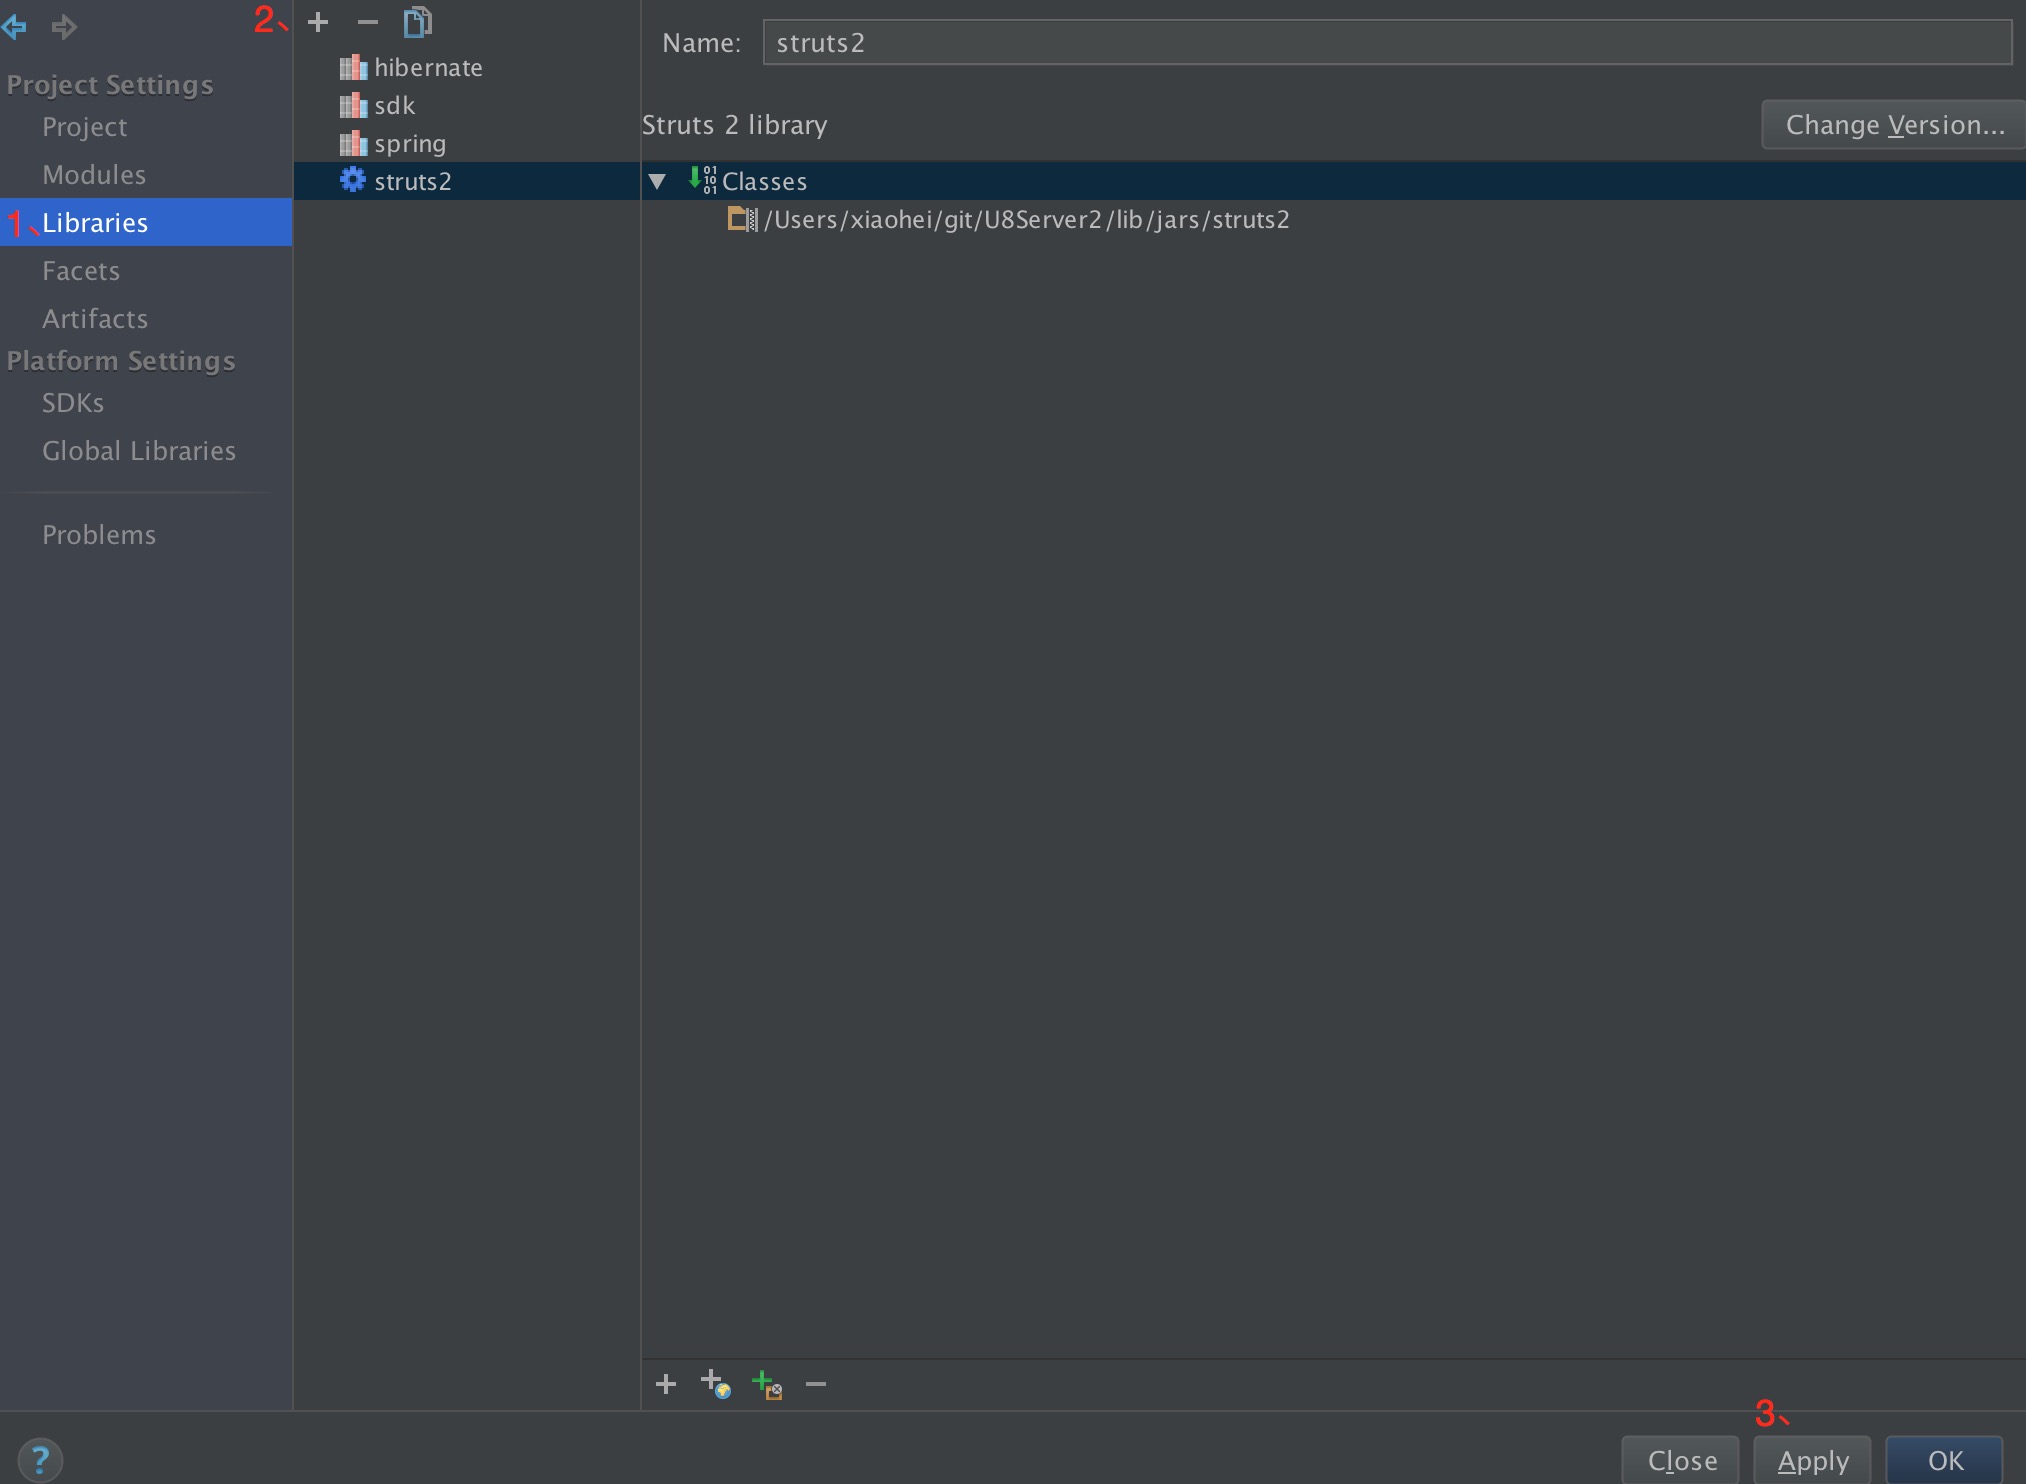 2、
Project Settings
Project
Modules
1、Libraries
Facets
Artifacts
Platform Settings
SDKs
Global Libraries
Problems
hibernate
sdk
spring
struts2
Name: struts2
Struts 2 library
Change Version...
Classes
/Users/xiaohei/git/U8Server2/lib/jars/struts2
3、
?
Close
Apply
OK